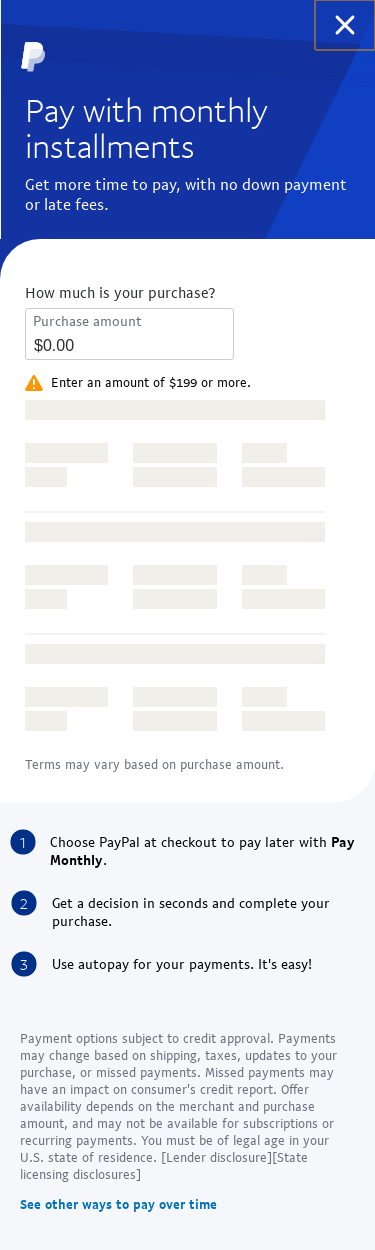 Pay with monthly
installments
Get more time to pay, with no down payment
or late fees.
How much is your purchase?
Purchase amount
$0.00
Enter an amount of $199 or more.
Terms may vary based on purchase amount.
1 Choose PayPal at checkout to pay later with Pay
Monthly.
2 Get a decision in seconds and complete your
purchase.
3 Use autopay for your payments. It's easy!
Payment options subject to credit approval. Payments
may change based on shipping, taxes, updates to your
purchase, or missed payments. Missed payments may
have an impact on consumer's credit report. Offer
availability depends on the merchant and purchase
amount, and may not be available for subscriptions or
recurring payments. You must be of legal age in your
U.S. state of residence. [Lender disclosure][State
licensing disclosures]
See other ways to pay over time